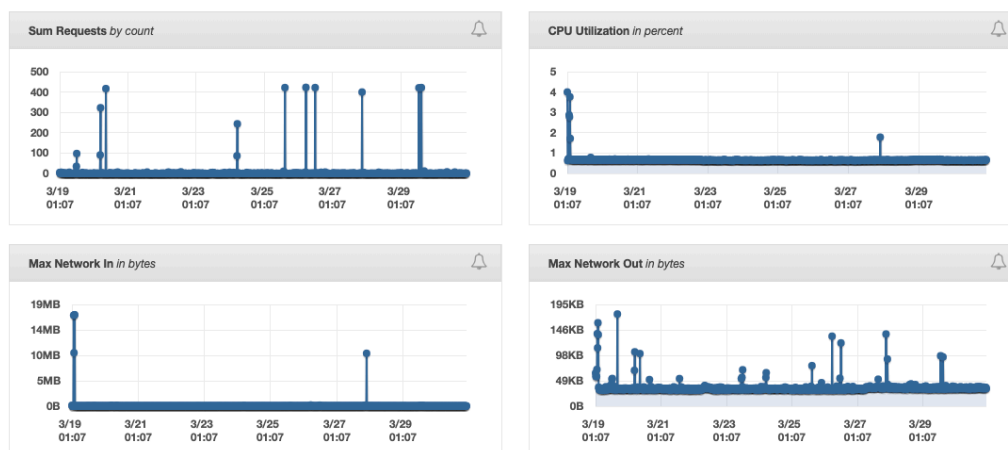 Sum Requests by count
500
400
300
200
100
0
3/19 3/21 3/23 3/25 3/27 3/29
01:07 01:07 01:07 01:07 01:07 01:07
CPU Utilization in percent
5
4
3
2
1
0
3/19 3/21 3/23 3/25 3/27 3/29
01:07 01:07 01:07 01:07 01:07 01:07
Max Network In in bytes
19MB
14MB
10MB
5MB
0B
3/19 3/21 3/23 3/25 3/27 3/29
01:07 01:07 01:07 01:07 01:07 01:07
Max Network Out in bytes
195KB
146KB
98KB
49KB
0B
3/19 3/21 3/23 3/25 3/27 3/29
01:07 01:07 01:07 01:07 01:07 01:07